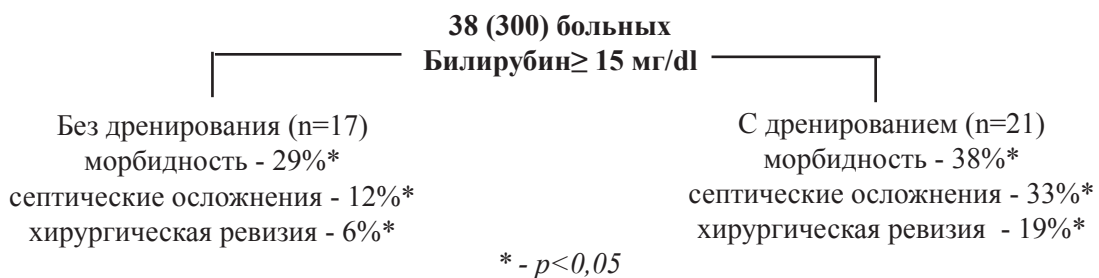 38 (300) больных
Билирубин≥ 15 мг/dl
Без дренирования (n=17)
морбидность - 29%*
септические осложнения - 12%*
хирургическая ревизия - 6%*
С дренированием (n=21)
морбидность - 38%*
септические осложнения - 33%*
хирургическая ревизия - 19%*
* - p<0,05